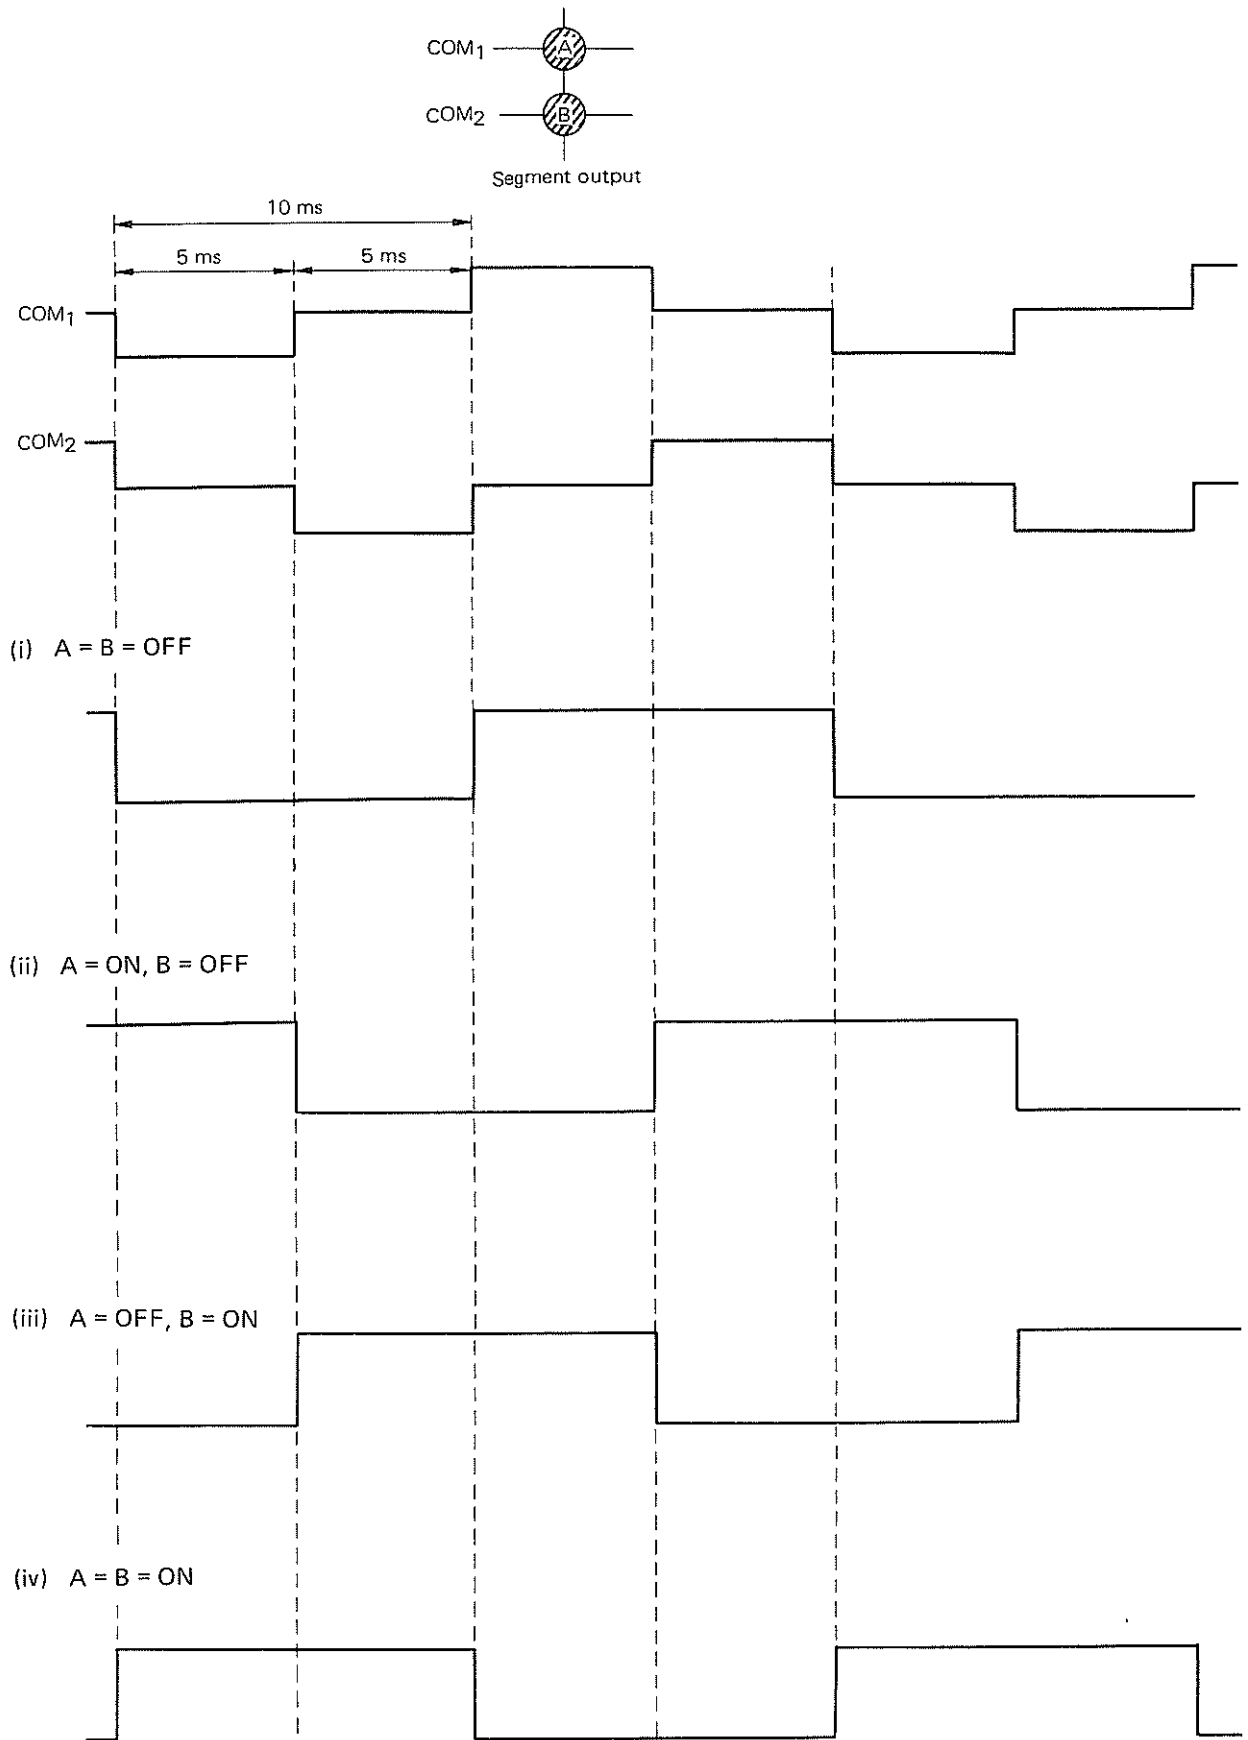 COM1
A
COM2
B
Segment output
10 ms
5 ms 5 ms
COM1
COM2
(i) A = B = OFF
(ii) A = ON, B = OFF
(iii) A = OFF, B = ON
(iv) A = B = ON